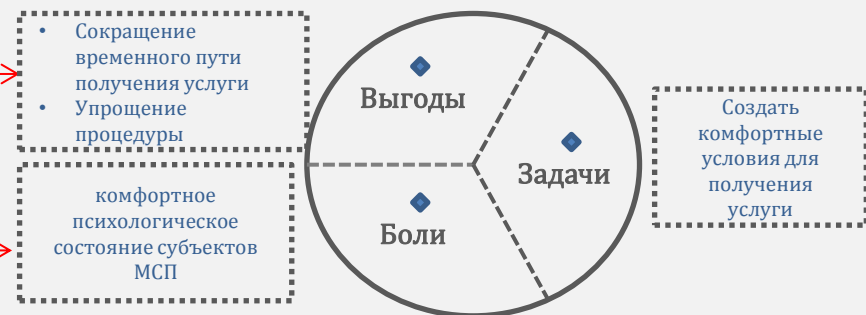 • Сокращение
временного пути
получения услуги
• Упрощение
процедуры
комфортное
психологическое
состояние субъектов
МСП
Выгоды
Задачи
Боли
Создать
комфортные
условия для
получения
услуги